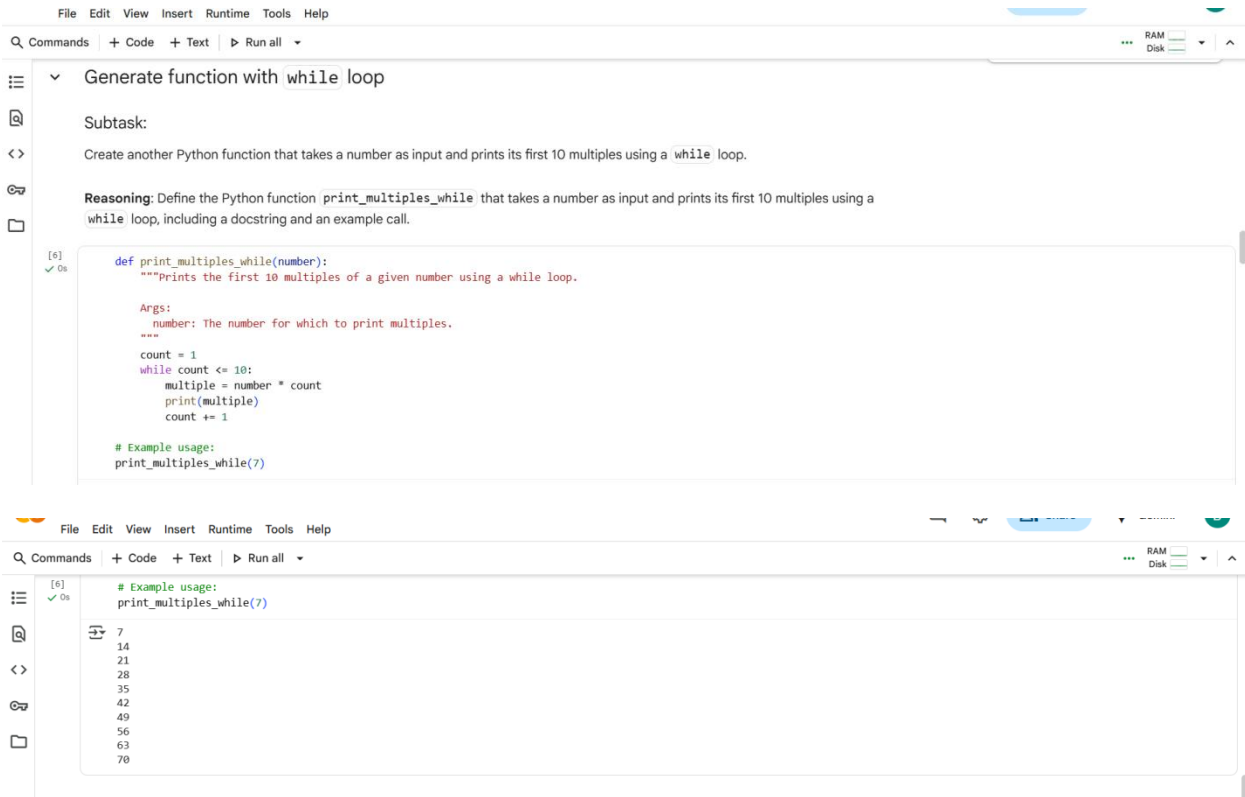 File Edit View Insert Runtime Tools Help
Commands + Code + Text Run all
RAM
Disk
Generate function with while loop
Subtask:
Create another Python function that takes a number as input and prints its first 10 multiples using a while loop.
Reasoning: Define the Python function print_multiples_while that takes a number as input and prints its first 10 multiples using a
while loop, including a docstring and an example call.
[6]
0s
def print_multiples_while(number):
"""Prints the first 10 multiples of a given number using a while loop.
Args:
number: The number for which to print multiples.
"""
count = 1
while count <= 10:
multiple = number * count
print(multiple)
count += 1
# Example usage:
print_multiples_while(7)
File Edit View Insert Runtime Tools Help
Commands + Code + Text Run all
RAM
Disk
[6]
0s
# Example usage:
print_multiples_while(7)
7
14
21
28
35
42
49
56
63
70